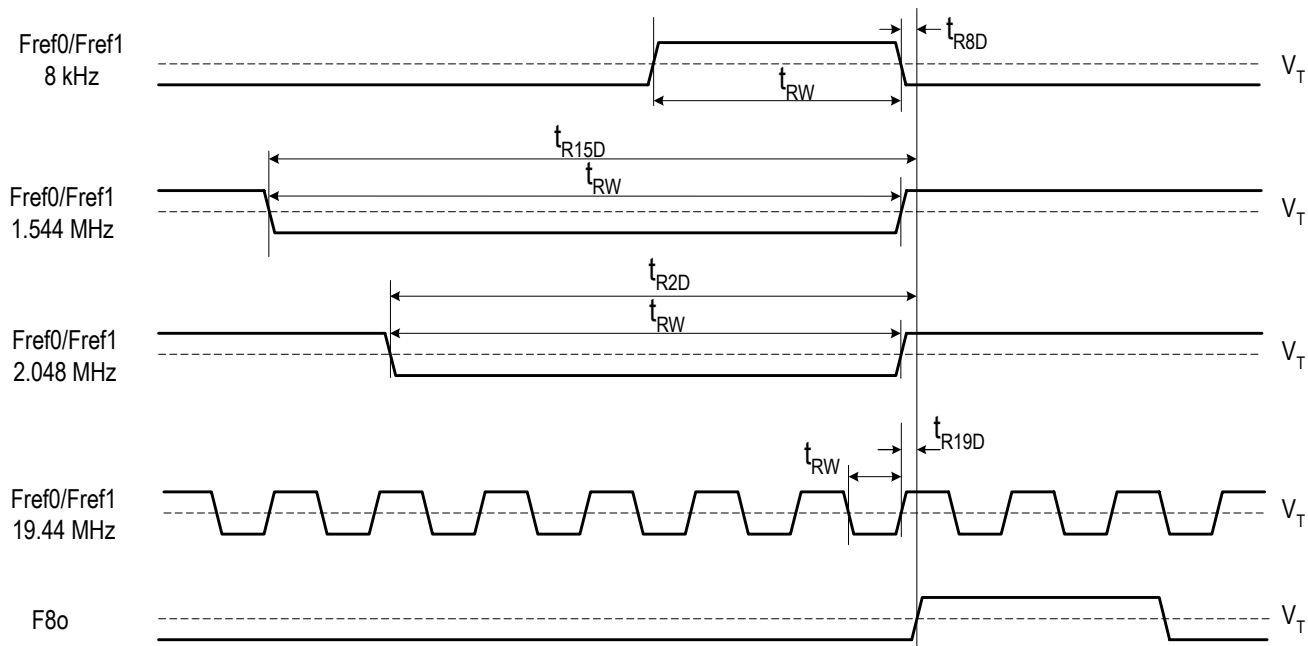 Fref0/Fref1
8 kHz
tR8D
tRW
VT
tR15D
tRW
Fref0/Fref1
1.544 MHz
VT
tR2D
tRW
Fref0/Fref1
2.048 MHz
VT
tR19D
tRW
Fref0/Fref1
19.44 MHz
VT
F8o
VT